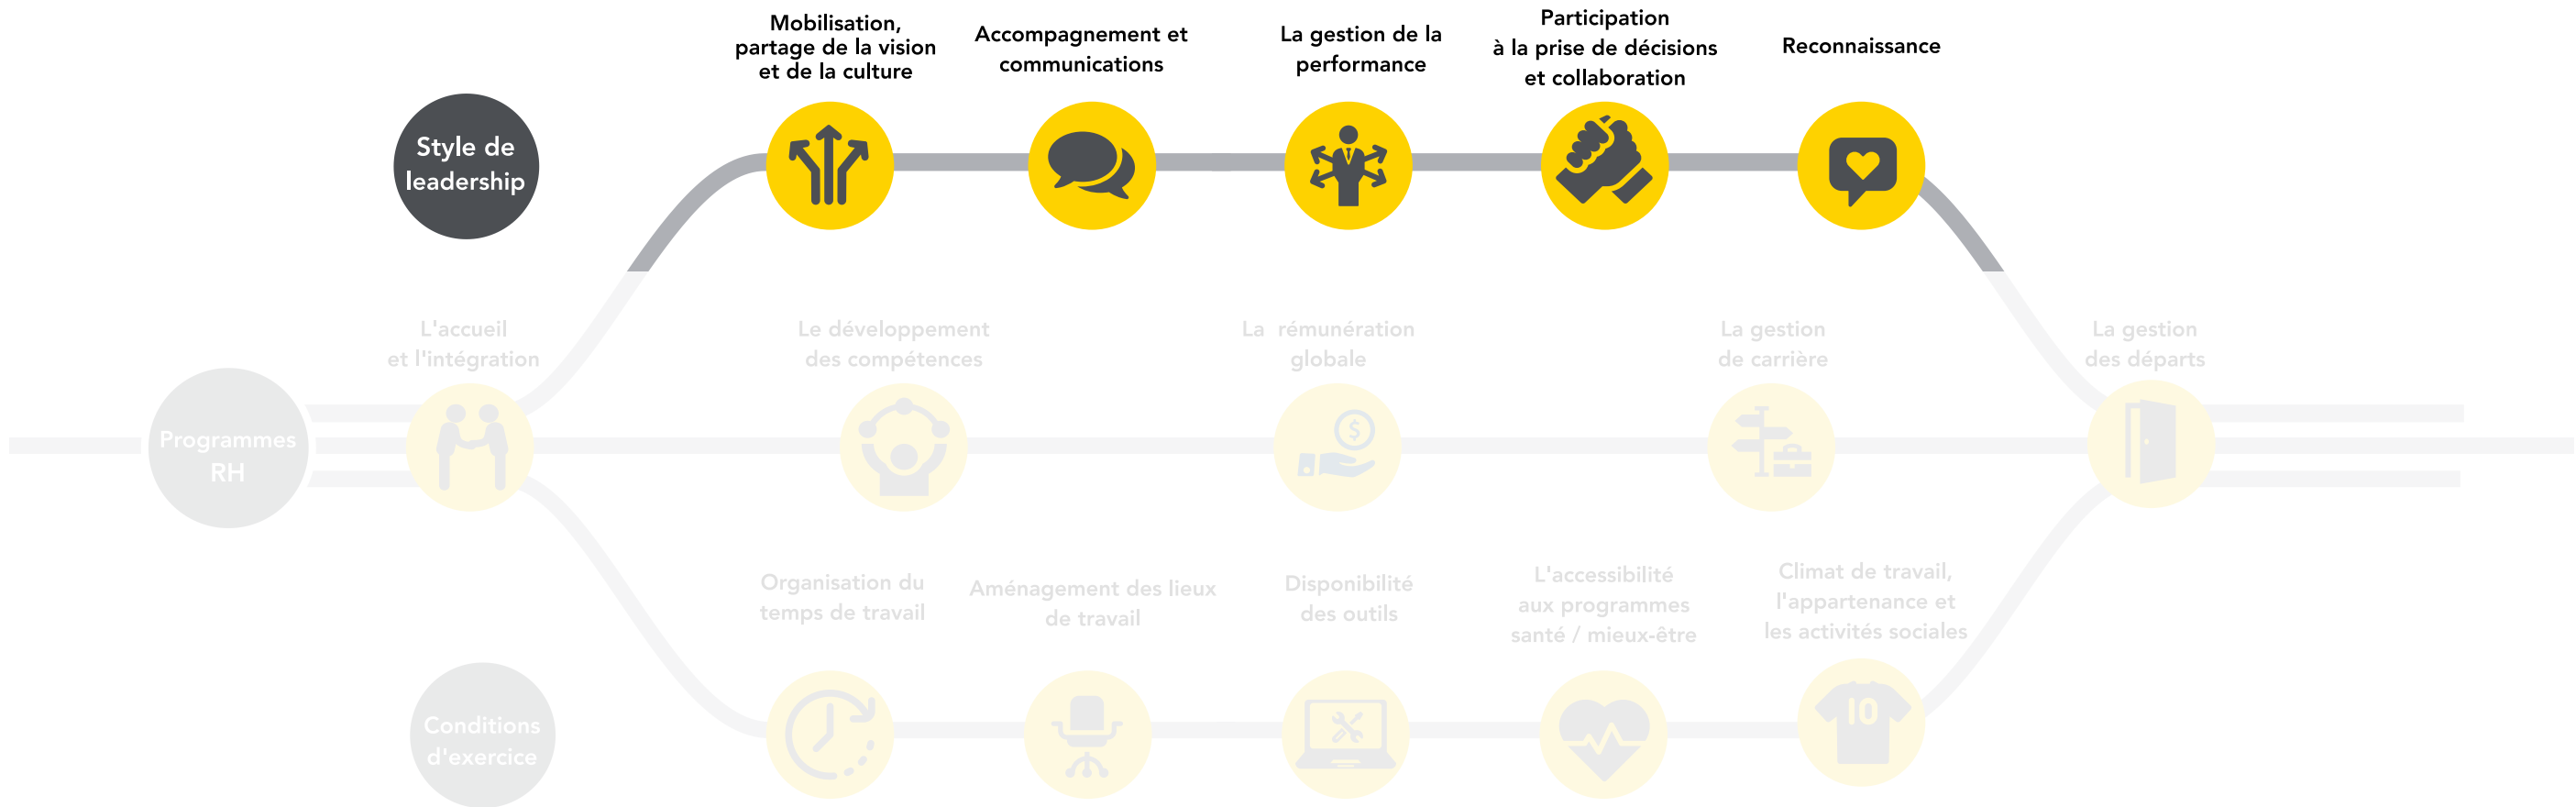 Mobilisation,
partage de la vision
et de la culture
Accompagnement et
communications
La gestion de la
performance
Participation
à la prise de décisions
et collaboration
Reconnaissance
Style de
leadership
L'accueil
et l'intégration
Le développement
des compétences
La rémunération
globale
La gestion
de carrière
La gestion
des départs
Programmes
RH
$
Organisation du
temps de travail
Aménagement des lieux
de travail
Disponibilité
des outils
L'accessibilité
aux programmes
santé / mieux-être
Climat de travail,
l'appartenance et
les activités sociales
Conditions
d'exercice
10